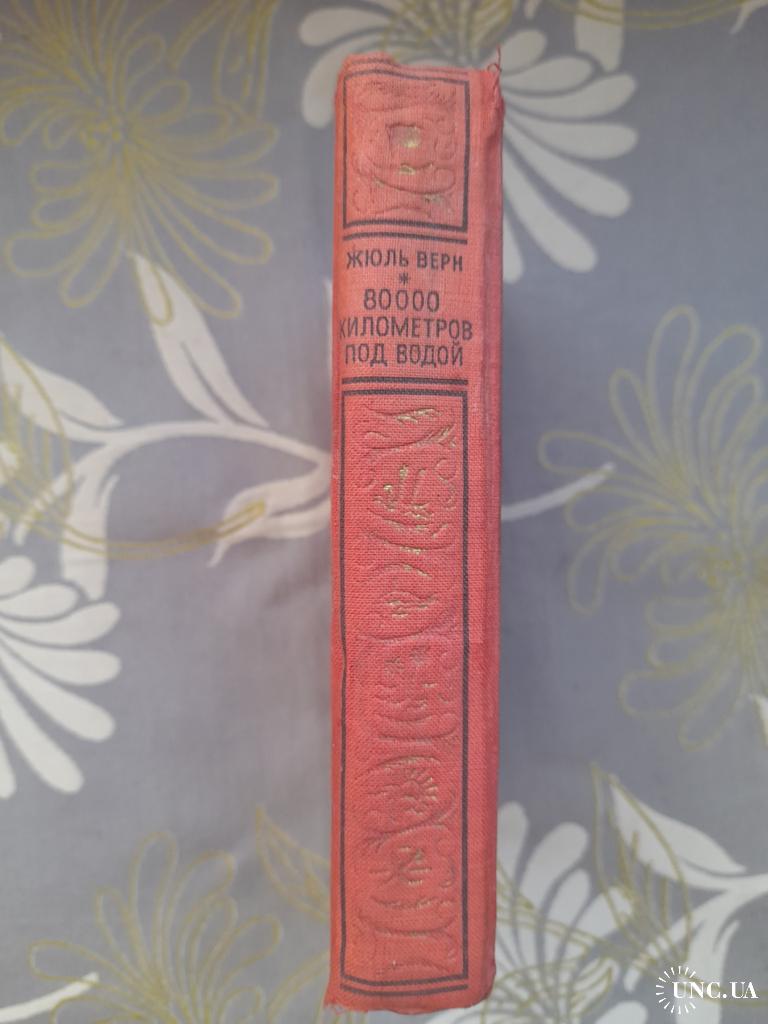 ЖЮЛЬ ВЕРН
*
80000
КИЛОМЕТРОВ
ПОД ВОДОЙ
UNC.UA